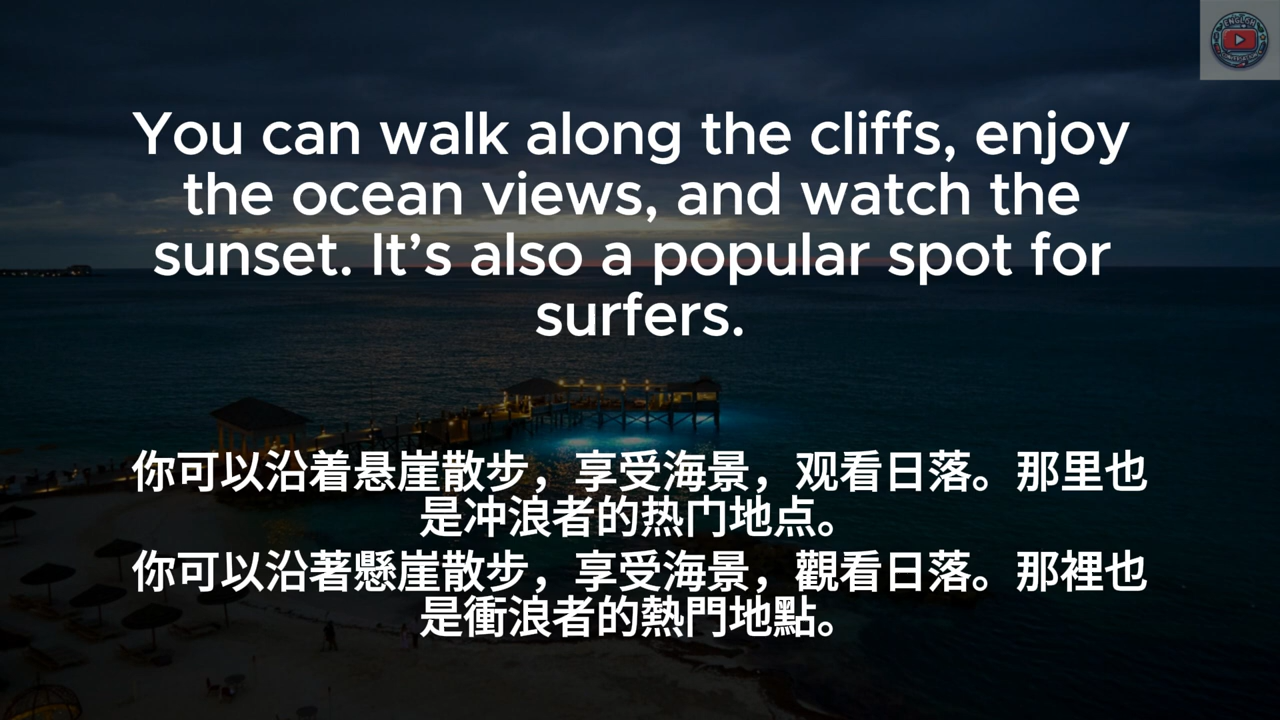 You can walk along the cliffs, enjoy
the ocean views, and watch the
sunset. It’s also a popular spot for
surfers.
你可以沿着悬崖散步，享受海景，观看日落。那里也
是冲浪者的热门地点。
你可以沿著懸崖散步，享受海景，觀看日落。那裡也
是衝浪者的熱門地點。